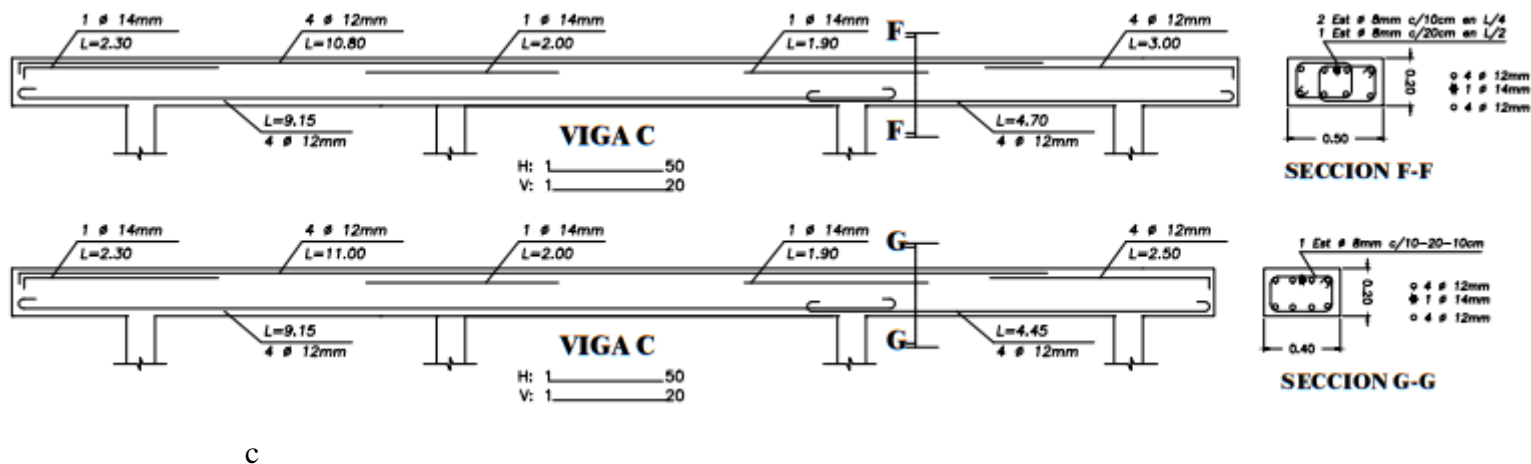 1 ø 14mm
L=2.30
4 ø 12mm
L=10.80
1 ø 14mm
L=2.00
1 ø 14mm
L=1.90
F
4 ø 12mm
L=3.00
L=9.15
4 ø 12mm
VIGA C
H: 1 50
V: 1 20
F
L=4.70
4 ø 12mm
2 Est ø 8mm c/10cm en L/4
1 Est ø 8mm c/20cm en L/2
0.20
4 ø 12mm
1 ø 14mm
4 ø 12mm
0.50
SECCION F-F
1 ø 14mm
L=2.30
4 ø 12mm
L=11.00
1 ø 14mm
L=2.00
1 ø 14mm
L=1.90
G
4 ø 12mm
L=2.50
L=9.15
4 ø 12mm
VIGA C
H: 1 50
V: 1 20
G
L=4.45
4 ø 12mm
1 Est ø 8mm c/10-20-10cm
0.20
4 ø 12mm
1 ø 14mm
4 ø 12mm
0.40
SECCION G-G
c